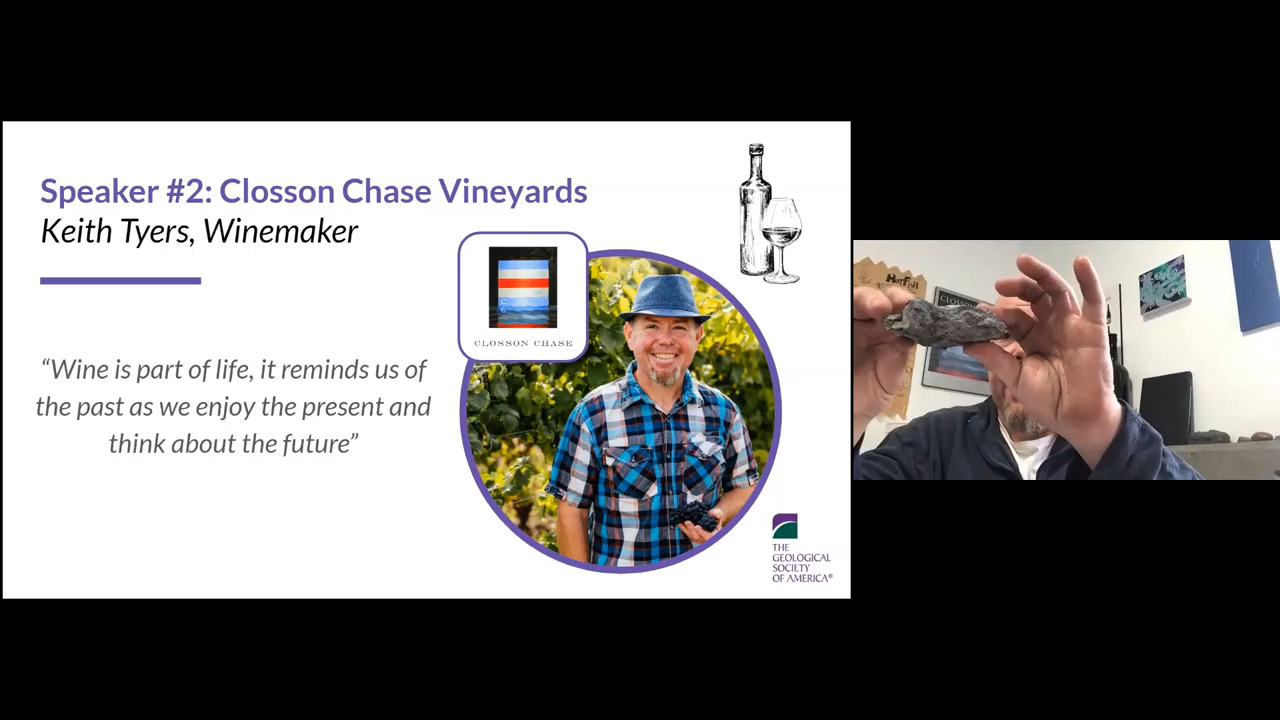 Speaker #2: Closson Chase Vineyards
Keith Tyers, Winemaker
CLOSSON CHASE
“Wine is part of life, it reminds us of
the past as we enjoy the present and
think about the future”
THE
GEOLOGICAL
SOCIETY
OF AMERICA®
CLOSSON